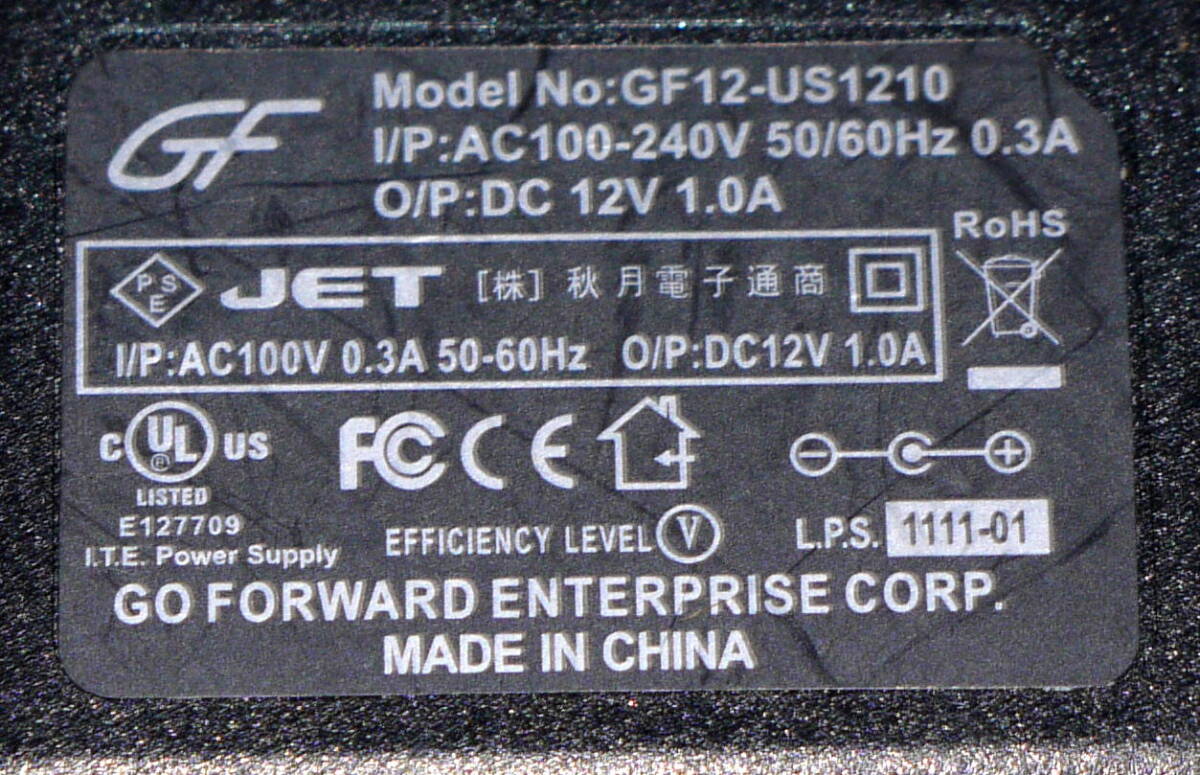 GF
Model No:GF12-US1210
I/P:AC100-240V 50/60Hz 0.3A
O/P:DC 12V 1.0A
RoHS
PSE JET [株] 秋月電子通商
I/P:AC100V 0.3A 50-60Hz O/P:DC12V 1.0A
C UL US FC CE
®
LISTED
E127709
I.T.E. Power Supply
EFFICIENCY LEVEL V
L.P.S. 1111-01
GO FORWARD ENTERPRISE CORP.
MADE IN CHINA